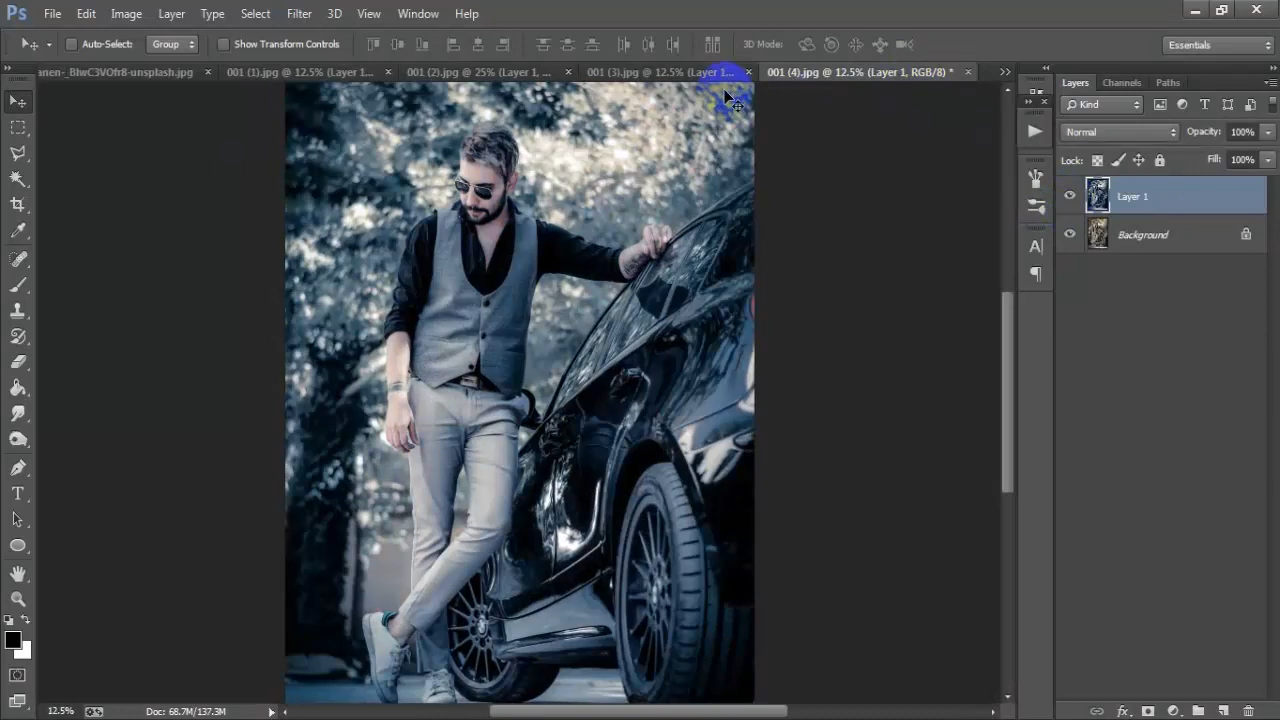 Ps File Edit Image Layer Type Select Filter 3D View Window Help
Auto-Select: Group Show Transform Controls 3D Mode: Essentials
anen-_BlwC3VOfr8-unsplash.jpg × 001 (1).jpg @ 12.5% (Layer 1... × 001 (2).jpg @ 25% (Layer 1, ... × 001 (3).jpg @ 12.5% (Layer 1... × 001 (4).jpg @ 12.5% (Layer 1, RGB/8) * ×
Layers Channels Paths
Kind
Normal Opacity: 100%
Lock: Fill: 100%
Layer 1
Background
12.5% Doc: 68.7M/137.3M